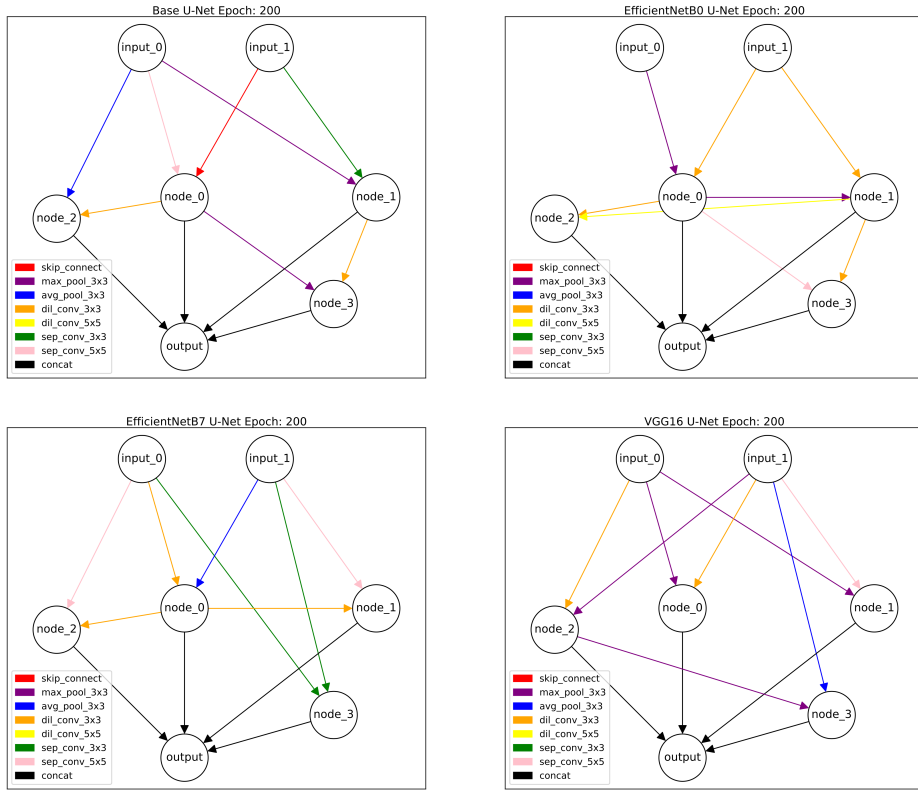 Base U-Net Epoch: 200
input_0
input_1
node_0
node_1
node_2
node_3
output
skip_connect
max_pool_3x3
avg_pool_3x3
dil_conv_3x3
dil_conv_5x5
sep_conv_3x3
sep_conv_5x5
concat
EfficientNetB0 U-Net Epoch: 200
input_0
input_1
node_0
node_1
node_2
node_3
output
skip_connect
max_pool_3x3
avg_pool_3x3
dil_conv_3x3
dil_conv_5x5
sep_conv_3x3
sep_conv_5x5
concat
EfficientNetB7 U-Net Epoch: 200
input_0
input_1
node_0
node_1
node_2
node_3
output
skip_connect
max_pool_3x3
avg_pool_3x3
dil_conv_3x3
dil_conv_5x5
sep_conv_3x3
sep_conv_5x5
concat
VGG16 U-Net Epoch: 200
input_0
input_1
node_0
node_1
node_2
node_3
output
skip_connect
max_pool_3x3
avg_pool_3x3
dil_conv_3x3
dil_conv_5x5
sep_conv_3x3
sep_conv_5x5
concat